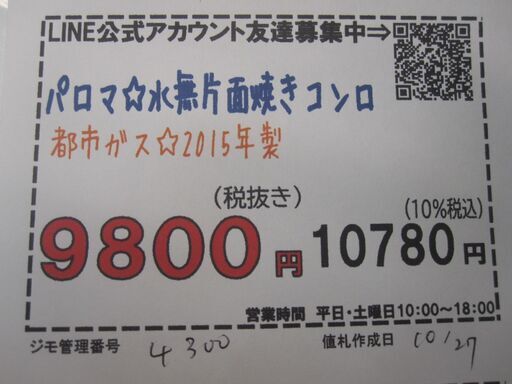 LINE公式アカウント友達募集中⇒
パロマ☆水無片面焼きコンロ
都市ガス☆2015年製
(税抜き)
(10%税込)
9800円 10780円
営業時間 平日・土曜日10:00～18:00
ジモ管理番号 4300 値札作成日 10/27